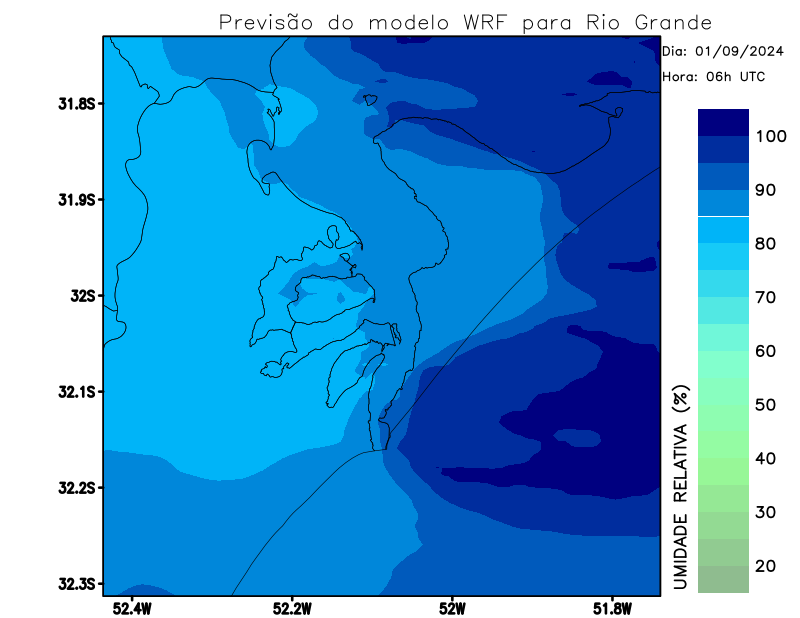 Previsão do modelo WRF para Rio Grande
Dia: 01/09/2024
Hora: 06h UTC
31.8S
31.9S
32S
32.1S
32.2S
32.3S
52.4W
52.2W
52W
51.8W
100
90
80
70
60
50
40
30
20
UMIDADE RELATIVA (%)